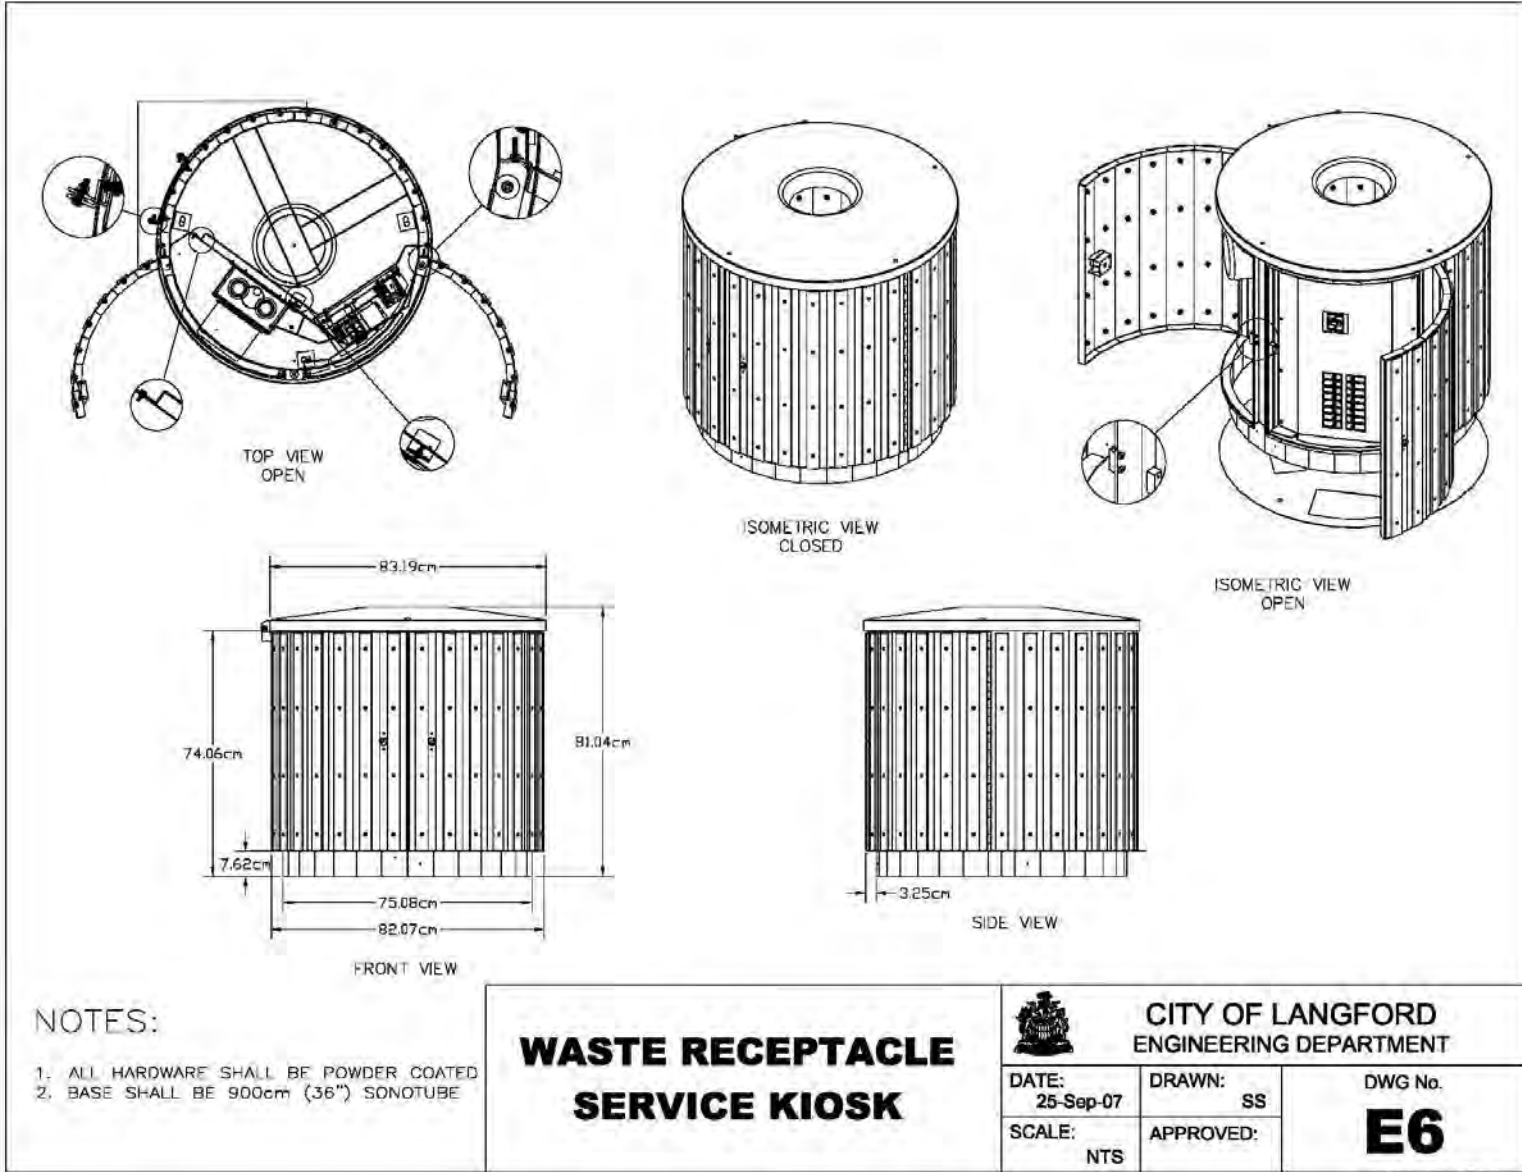 TOP VIEW
OPEN
ISOMETRIC VIEW
CLOSED
ISOMETRIC VIEW
OPEN
83.19cm
74.06cm
81.04cm
7.62cm
75.08cm
82.07cm
FRONT VIEW
3.25cm
SIDE VIEW
NOTES:
1. ALL HARDWARE SHALL BE POWDER COATED
2. BASE SHALL BE 900cm (36") SONOTUBE
WASTE RECEPTACLE
SERVICE KIOSK
CITY OF LANGFORD
ENGINEERING DEPARTMENT
DATE:
25-Sep-07
DRAWN:
SS
SCALE:
NTS
APPROVED:
DWG No.
E6